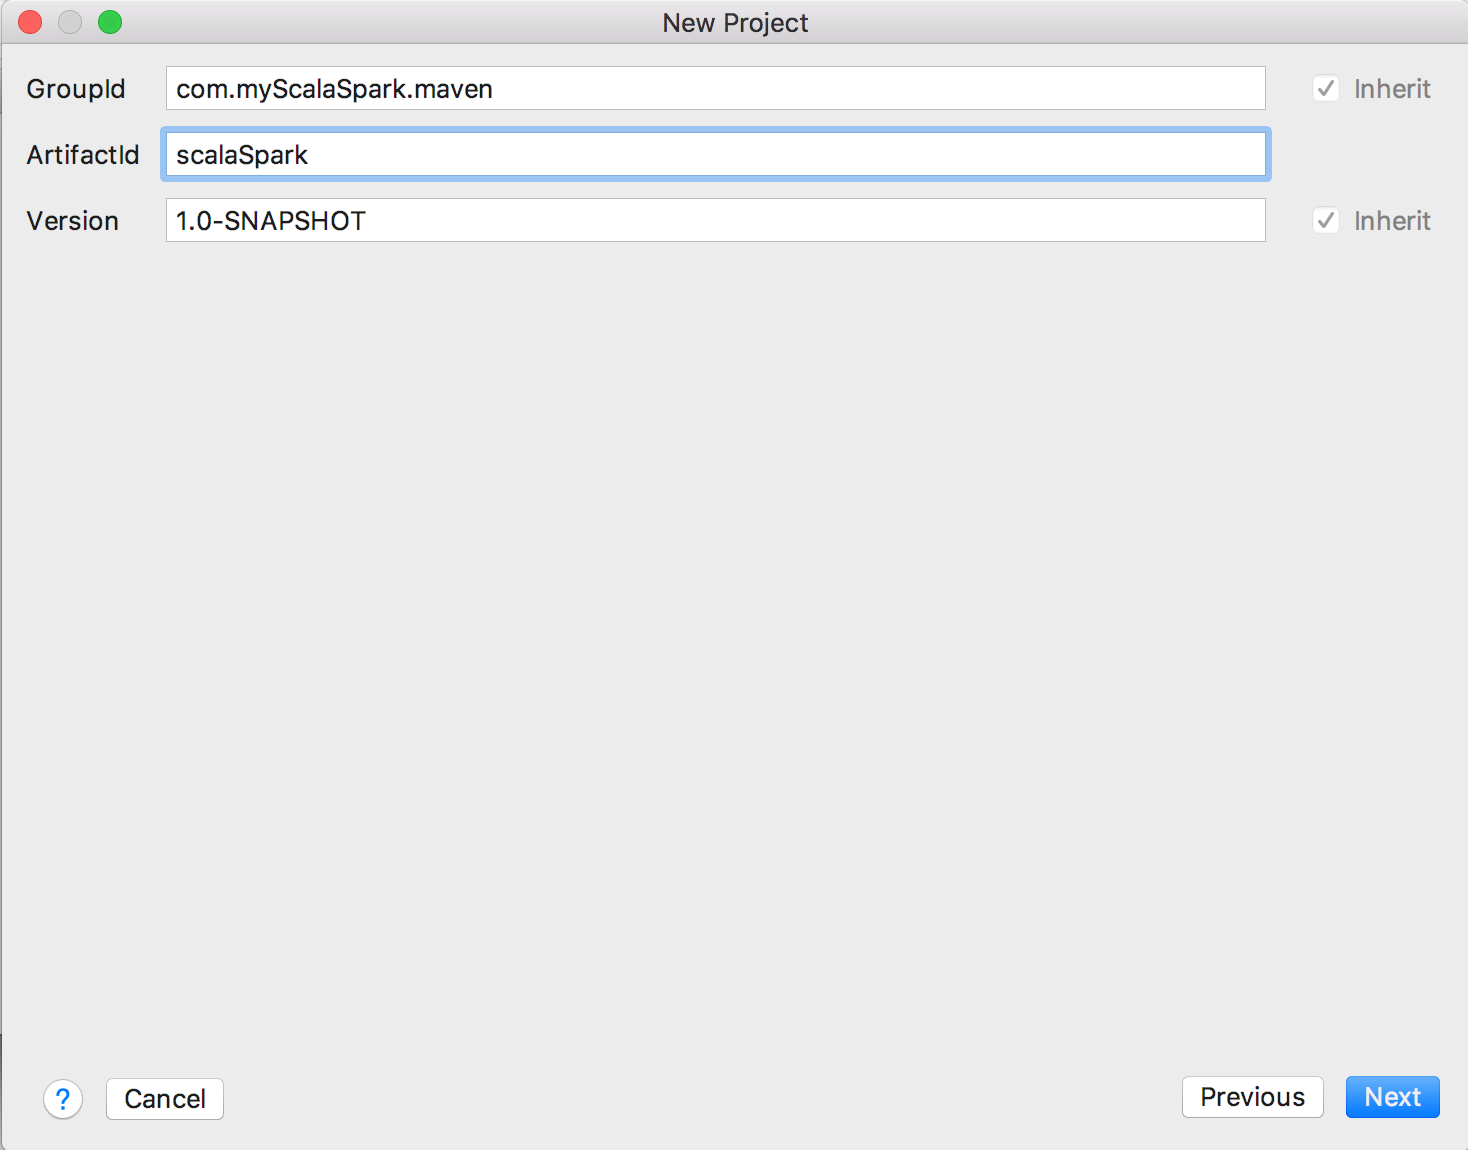 New Project
GroupId com.myScalaSpark.maven Inherit
ArtifactId scalaSpark
Version 1.0-SNAPSHOT Inherit
? Cancel Previous Next